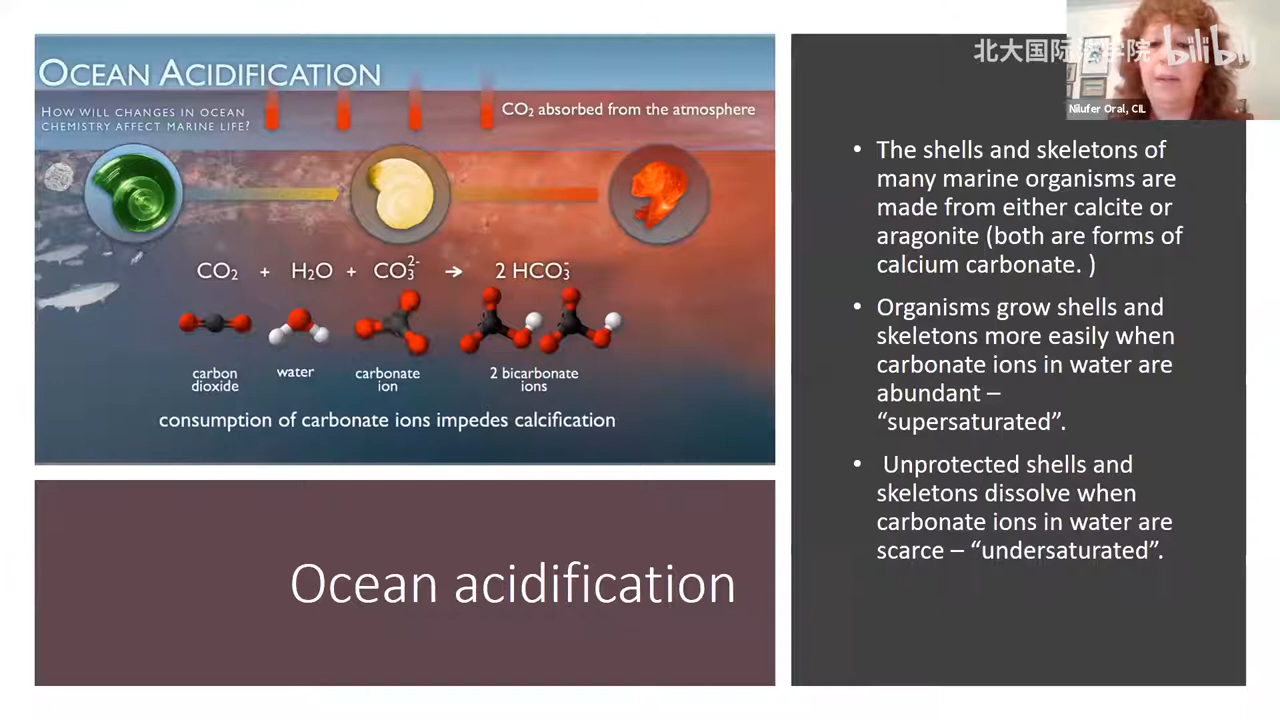 OCEAN ACIDIFICATION
HOW WILL CHANGES IN OCEAN
CHEMISTRY AFFECT MARINE LIFE?
CO₂ absorbed from the atmosphere
CO₂ + H₂O + CO₃²⁻ → 2 HCO₃⁻
carbon
dioxide
water
carbonate
ion
2 bicarbonate
ions
consumption of carbonate ions impedes calcification
Ocean acidification
北大国际法学院 bilibili
Nilufer Oral, CIL
• The shells and skeletons of
many marine organisms are
made from either calcite or
aragonite (both are forms of
calcium carbonate. )
• Organisms grow shells and
skeletons more easily when
carbonate ions in water are
abundant –
“supersaturated”.
• Unprotected shells and
skeletons dissolve when
carbonate ions in water are
scarce – “undersaturated”.